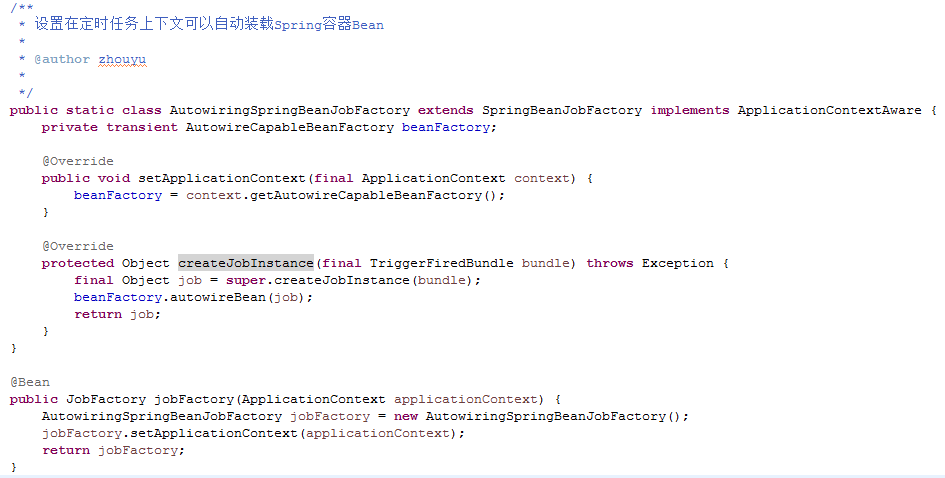 /**
 * 设置在定时任务上下文可以自动装载Spring容器Bean
 *
 * @author zhouyu
 *
 */
public static class AutowiringSpringBeanJobFactory extends SpringBeanJobFactory implements ApplicationContextAware {
    private transient AutowireCapableBeanFactory beanFactory;

    @Override
    public void setApplicationContext(final ApplicationContext context) {
        beanFactory = context.getAutowireCapableBeanFactory();
    }

    @Override
    protected Object createJobInstance(final TriggerFiredBundle bundle) throws Exception {
        final Object job = super.createJobInstance(bundle);
        beanFactory.autowireBean(job);
        return job;
    }
}

@Bean
public JobFactory jobFactory(ApplicationContext applicationContext) {
    AutowiringSpringBeanJobFactory jobFactory = new AutowiringSpringBeanJobFactory();
    jobFactory.setApplicationContext(applicationContext);
    return jobFactory;
}